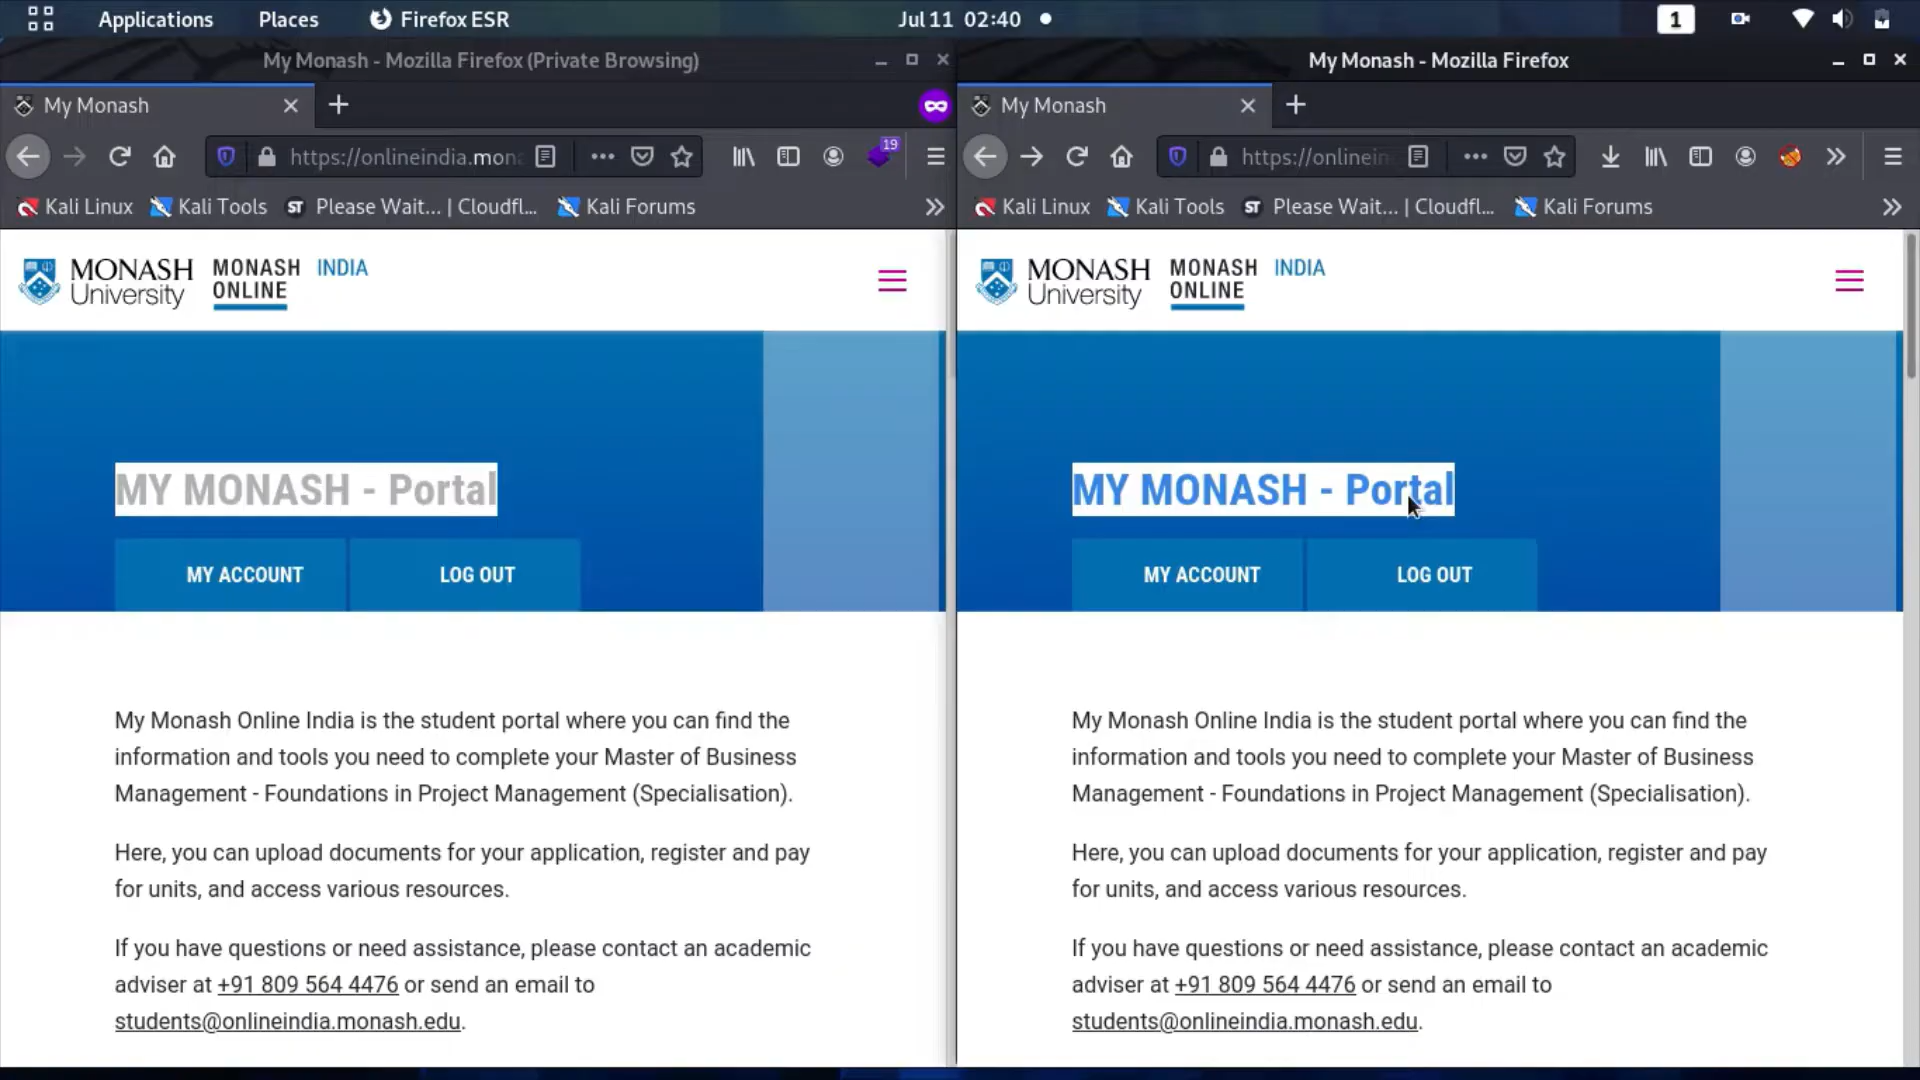 Applications Places Firefox ESR Jul 11 02:40 1
My Monash - Mozilla Firefox (Private Browsing)
My Monash
https://onlineindia.mon
19
Kali Linux Kali Tools ST Please Wait... | Cloudfl... Kali Forums
MONASH University MONASH ONLINE INDIA
MY MONASH - Portal
MY ACCOUNT LOG OUT
My Monash Online India is the student portal where you can find the
information and tools you need to complete your Master of Business
Management - Foundations in Project Management (Specialisation).
Here, you can upload documents for your application, register and pay
for units, and access various resources.
If you have questions or need assistance, please contact an academic
adviser at +91 809 564 4476 or send an email to
students@onlineindia.monash.edu.
My Monash - Mozilla Firefox
My Monash
https://onlinein
Kali Linux Kali Tools ST Please Wait... | Cloudfl... Kali Forums
MONASH University MONASH ONLINE INDIA
MY MONASH - Portal
MY ACCOUNT LOG OUT
My Monash Online India is the student portal where you can find the
information and tools you need to complete your Master of Business
Management - Foundations in Project Management (Specialisation).
Here, you can upload documents for your application, register and pay
for units, and access various resources.
If you have questions or need assistance, please contact an academic
adviser at +91 809 564 4476 or send an email to
students@onlineindia.monash.edu.